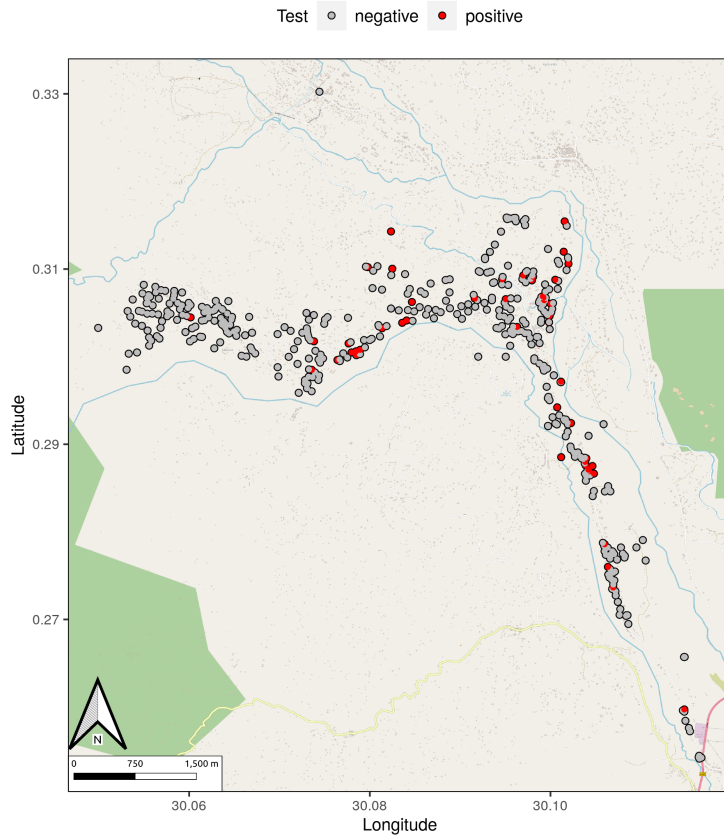 Test negative positive
0.33
0.31
0.29
0.27
Latitude
N
0 750 1,500 m
30.06 30.08 30.10
Longitude